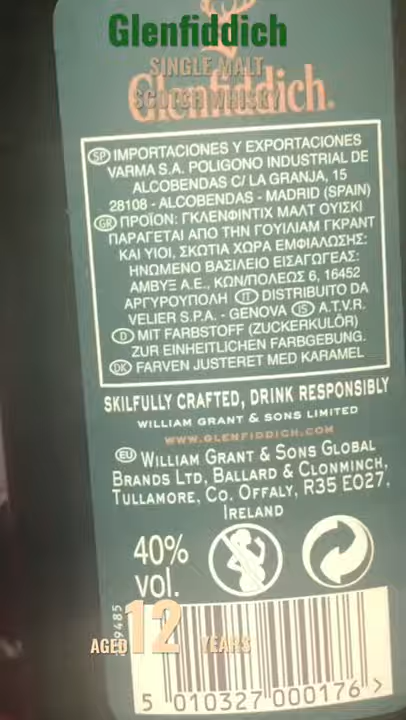 Glenfiddich
SINGLE MALT
SCOTCH WHISKY
Glenfiddich.
SP IMPORTACIONES Y EXPORTACIONES
VARMA S.A. POLIGONO INDUSTRIAL DE
ALCOBENDAS C/ LA GRANJA, 15
28108 - ALCOBENDAS - MADRID (SPAIN)
GR ΠΡΟΪΟΝ: ΓΚΛΕΝΦΙΝΤΙΧ ΜΑΛΤ ΟΥΙΣΚΙ
ΠΑΡΑΓΕΤΑΙ ΑΠΟ ΤΗΝ ΓΟΥΙΛΙΑΜ ΓΚΡΑΝΤ
ΚΑΙ ΥΙΟΙ, ΣΚΩΤΙΑ ΧΩΡΑ ΕΜΦΙΑΛΩΣΗΣ:
ΗΝΩΜΕΝΟ ΒΑΣΙΛΕΙΟ ΕΙΣΑΓΩΓΕΑΣ:
ΑΜΒΥΞ Α.Ε., ΚΩΝ/ΠΟΛΕΩΣ 6, 16452
ΑΡΓΥΡΟΥΠΟΛΗ IT DISTRIBUITO DA
VELIER S.P.A. - GENOVA IS A.T.V.R.
D MIT FARBSTOFF (ZUCKERKULÖR)
ZUR EINHEITLICHEN FARBGEBUNG.
DK FARVEN JUSTERET MED KARAMEL
SKILFULLY CRAFTED, DRINK RESPONSIBLY
WILLIAM GRANT & SONS LIMITED
WWW.GLENFIDDICH.COM
EU WILLIAM GRANT & SONS GLOBAL
BRANDS LTD, BALLARD & CLONMINCH,
TULLAMORE, CO. OFFALY, R35 E027,
IRELAND
40%
VOL.
AGED 12 YEARS
5 010327 000176 >